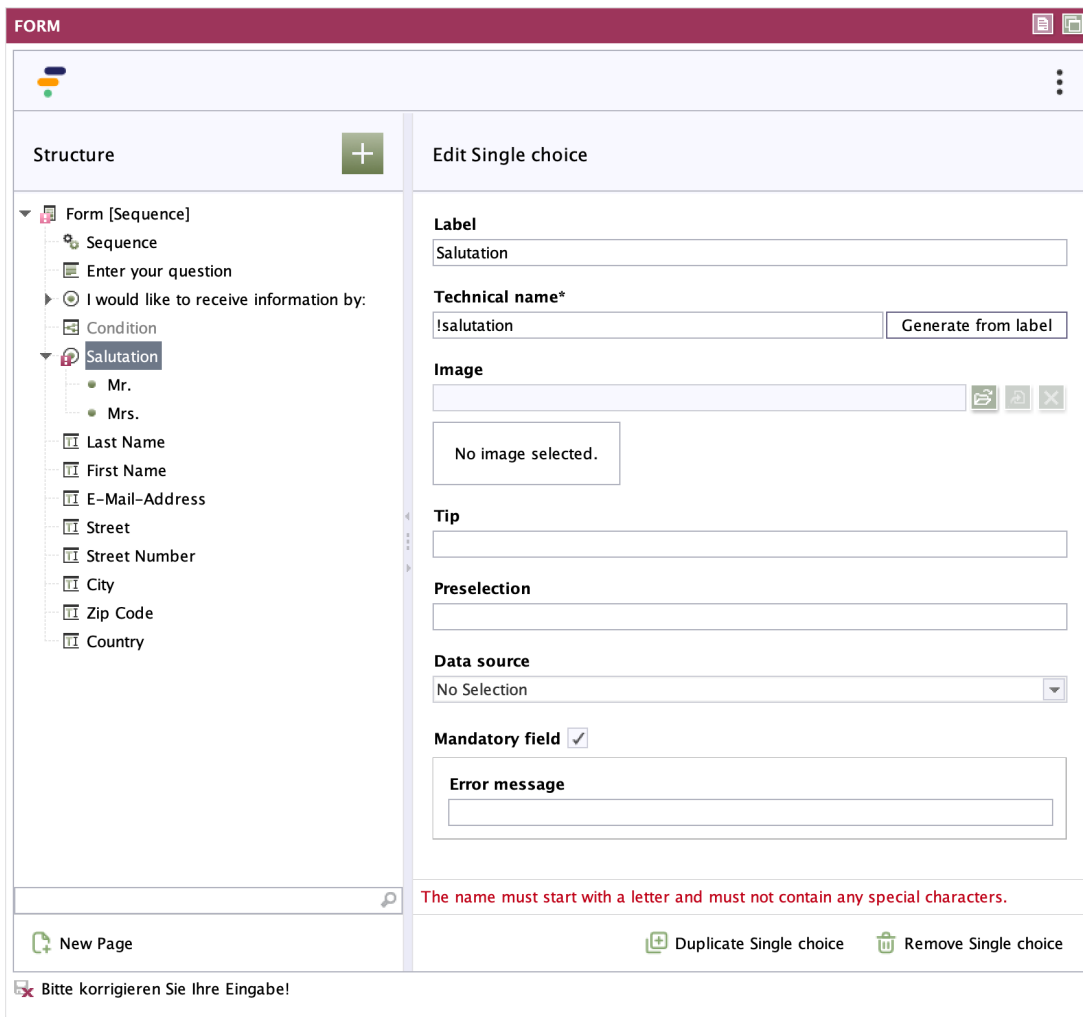 FORM
Structure
Edit Single choice
Form [Sequence]
Sequence
Enter your question
I would like to receive information by:
Condition
Salutation
Mr.
Mrs.
Last Name
First Name
E-Mail-Address
Street
Street Number
City
Zip Code
Country
New Page
Label
Salutation
Technical name*
!salutation
Generate from label
Image
No image selected.
Tip
Preselection
Data source
No Selection
Mandatory field
Error message
The name must start with a letter and must not contain any special characters.
Duplicate Single choice
Remove Single choice
Bitte korrigieren Sie Ihre Eingabe!